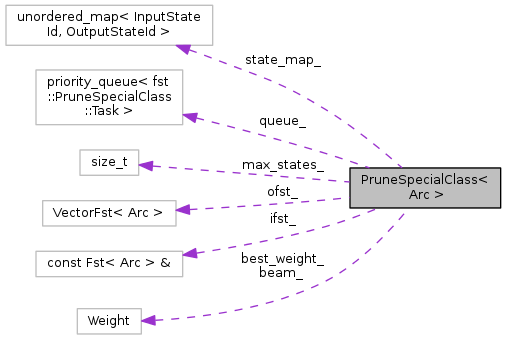 unordered_map< InputState
Id, OutputStateId >
state_map_
priority_queue< fst
::PruneSpecialClass
::Task >
queue_
size_t
max_states_
PruneSpecialClass<
Arc >
ofst_
VectorFst< Arc >
ifst_
const Fst< Arc > &
best_weight_
beam_
Weight